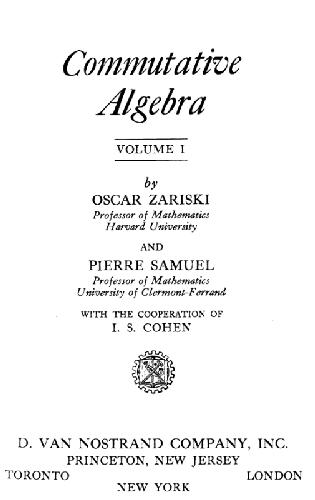 Commutative
Algebra
VOLUME I
by
OSCAR ZARISKI
Professor of Mathematics
Harvard University
AND
PIERRE SAMUEL
Professor of Mathematics
University of Clermont-Ferrand
WITH THE COOPERATION OF
I. S. COHEN
D. VAN NOSTRAND COMPANY, INC.
PRINCETON, NEW JERSEY
TORONTO LONDON
NEW YORK